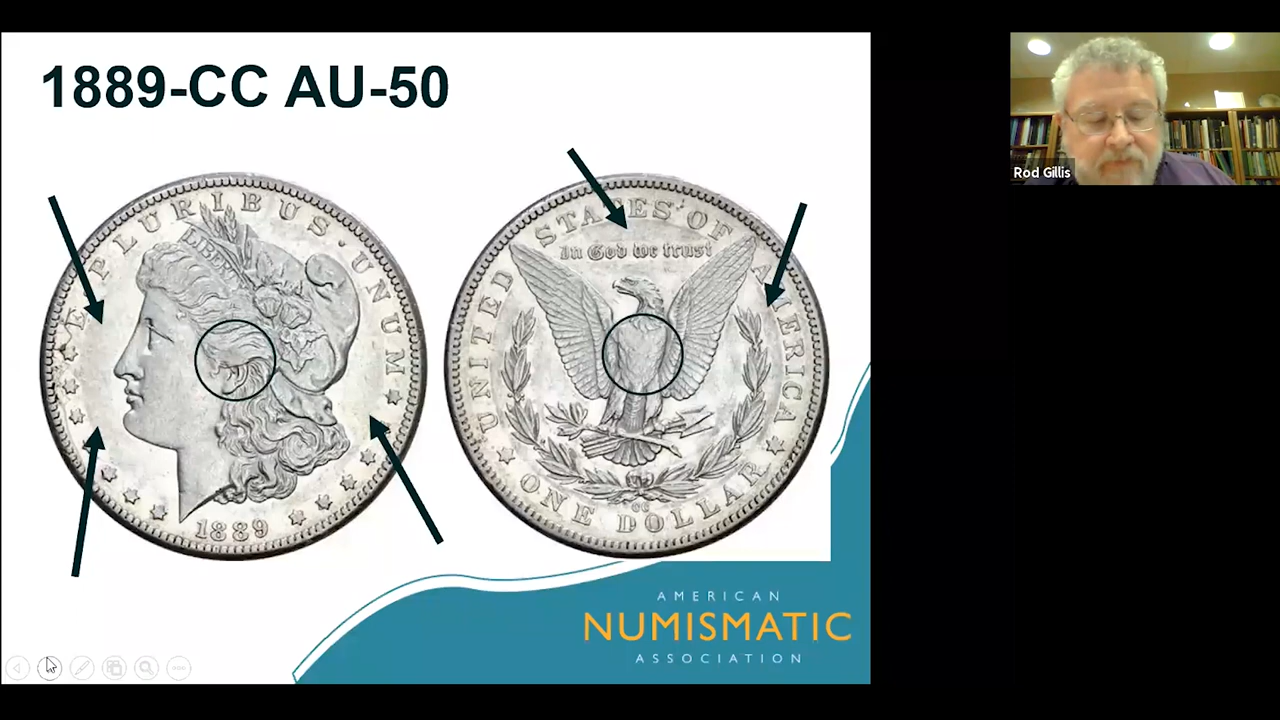 1889-CC AU-50
E PLURIBUS UNUM
LIBERTY
1889
UNITED STATES OF AMERICA
In God we trust
CC
ONE DOLLAR
AMERICAN
NUMISMATIC
ASSOCIATION
Rod Gillis